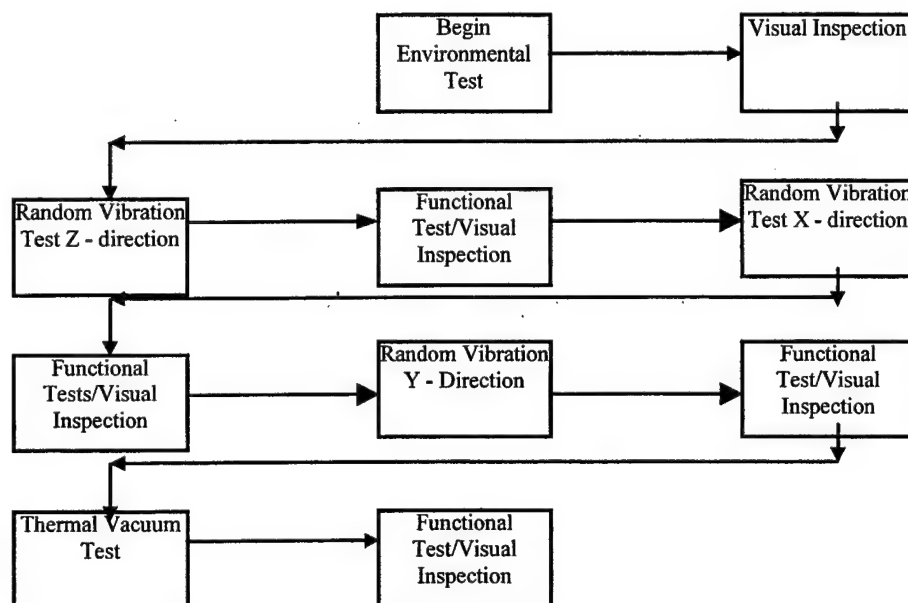 Begin
Environmental
Test
Visual Inspection
Random Vibration
Test Z - direction
Functional
Test/Visual
Inspection
Random Vibration
Test X - direction
Functional
Tests/Visual
Inspection
Random Vibration
Y - Direction
Functional
Test/Visual
Inspection
Thermal Vacuum
Test
Functional
Test/Visual
Inspection